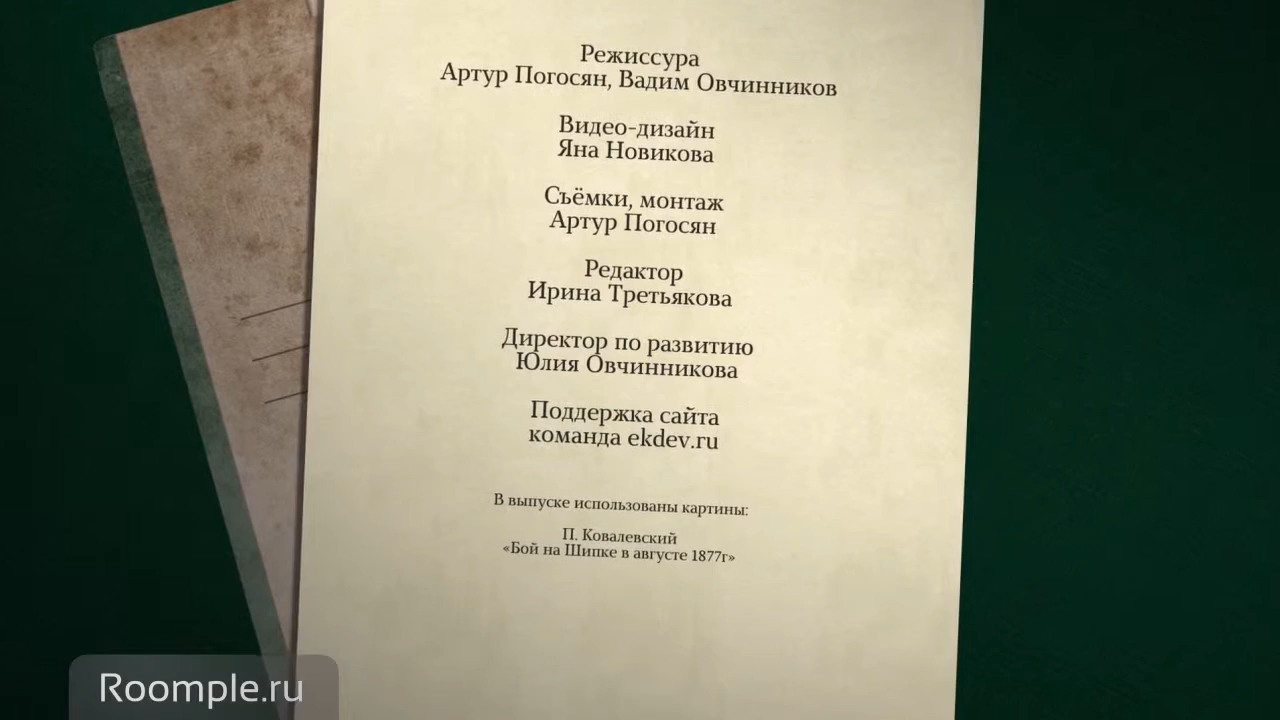 Режиссура
Артур Погосян, Вадим Овчинников
Видео-дизайн
Яна Новикова
Съёмки, монтаж
Артур Погосян
Редактор
Ирина Третьякова
Директор по развитию
Юлия Овчинникова
Поддержка сайта
команда ekdev.ru
В выпуске использованы картины:
П. Ковалевский
«Бой на Шипке в августе 1877г»
Roomple.ru